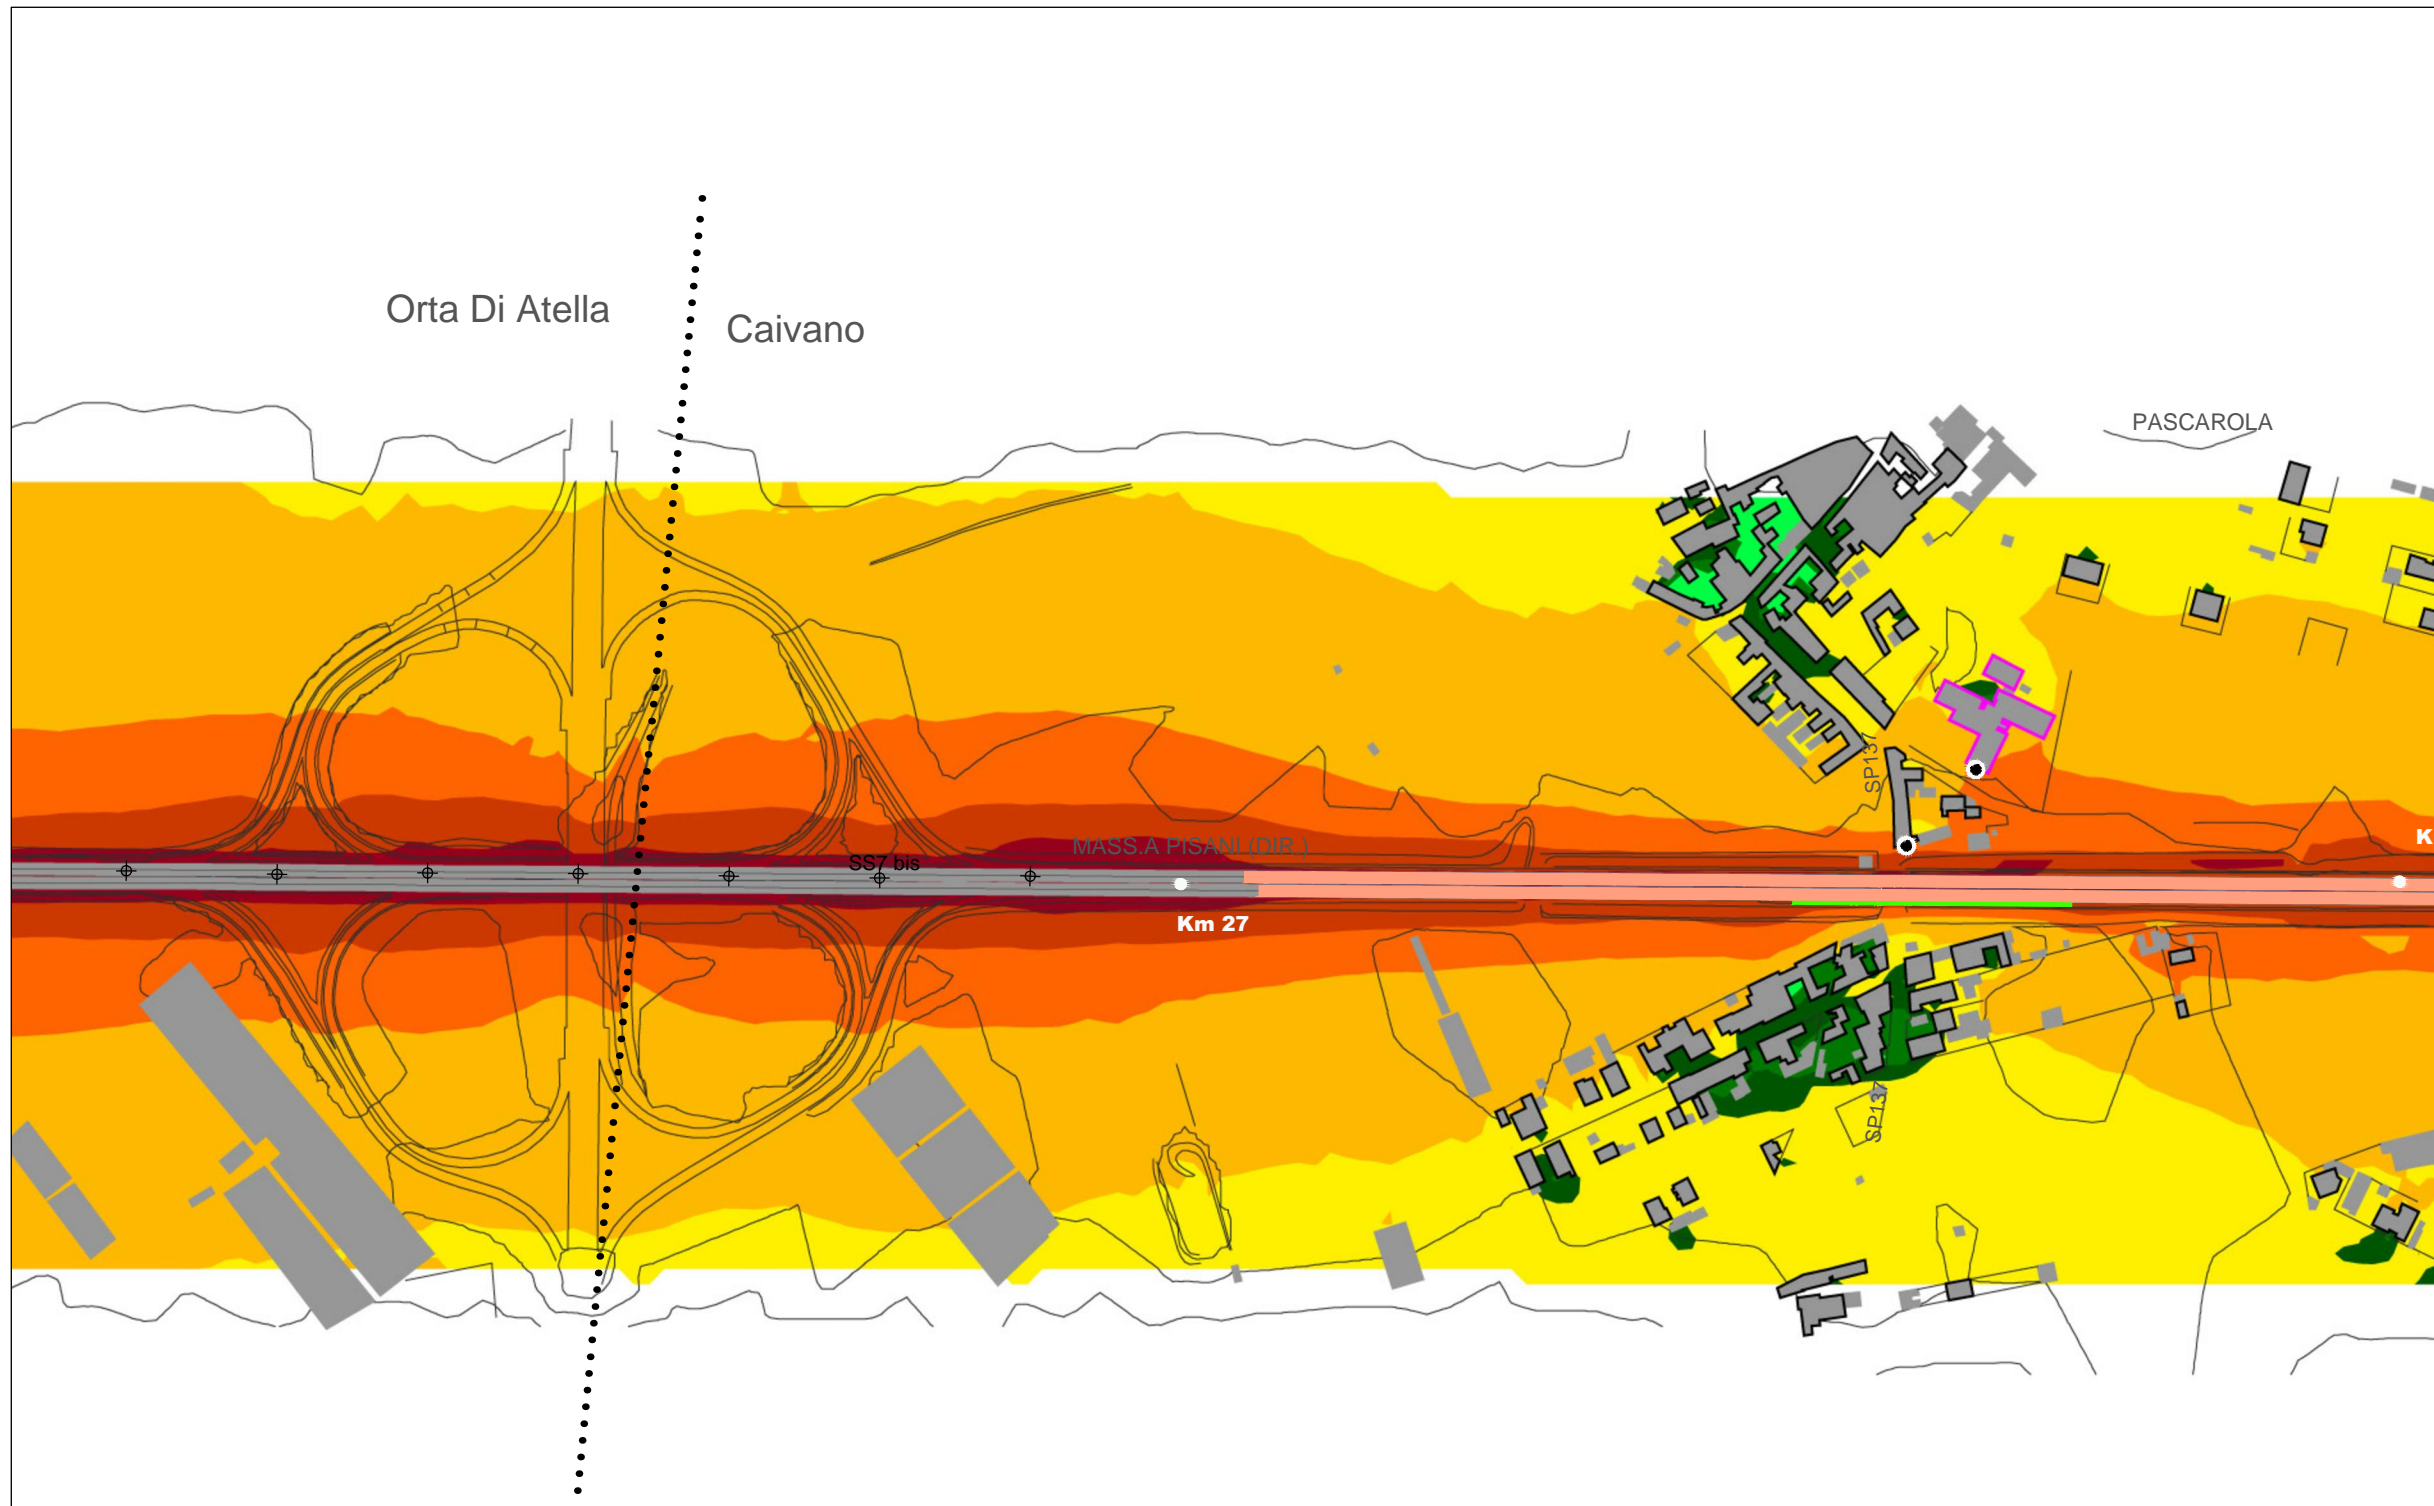 Orta Di Atella
Caivano
PASCAROLA
SP137
MASS.A PISANI (DIR.)
K
SS7 bis
Km 27
SP137